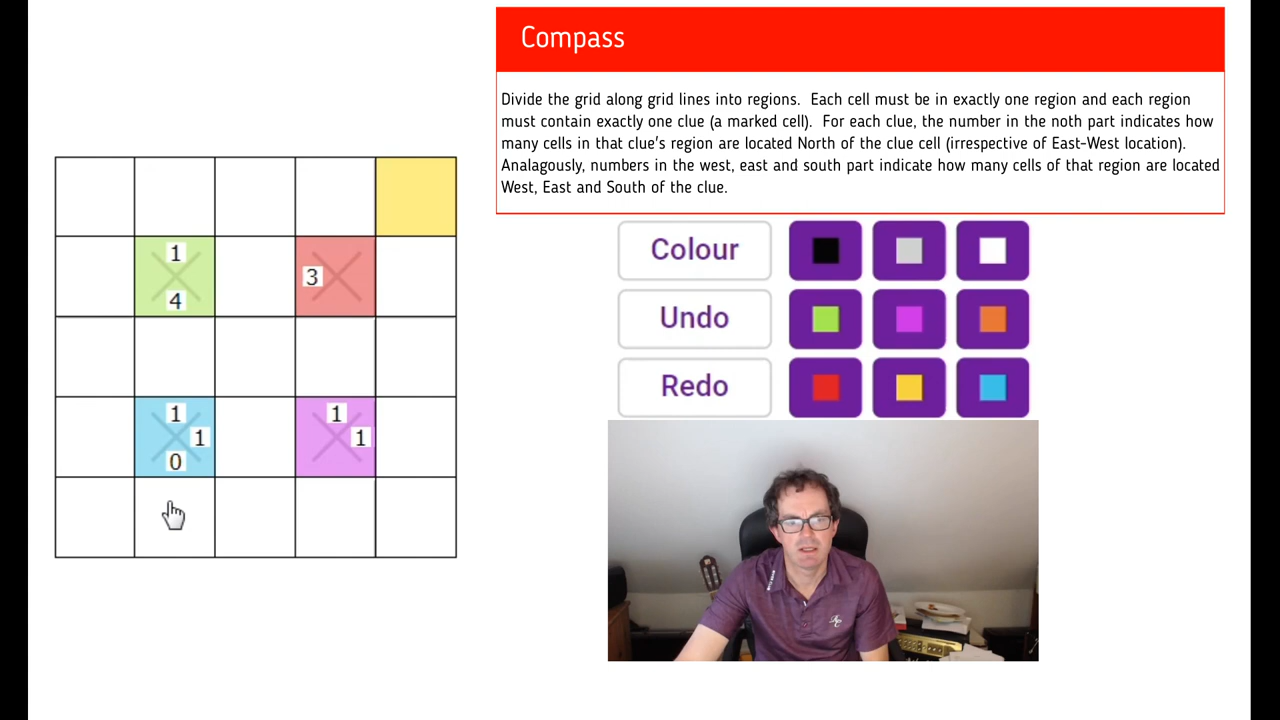 Compass
Divide the grid along grid lines into regions. Each cell must be in exactly one region and each region
must contain exactly one clue (a marked cell). For each clue, the number in the noth part indicates how
many cells in that clue's region are located North of the clue cell (irrespective of East-West location).
Analagously, numbers in the west, east and south part indicate how many cells of that region are located
West, East and South of the clue.
1
3
4
1 1
1 1
0
Colour
Undo
Redo